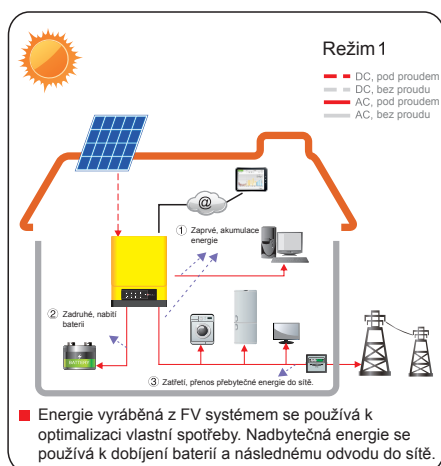 Režim 1
DC, pod proudem
DC, bez proudu
AC, pod proudem
AC, bez proudu
@
① Zaprvé, akumulace
energie
② Zadruhé, nabití
baterií
BATTERY
③ Zatřetí, přenos přebytečné energie do sítě.
Energie vyráběná z FV systémem se používá k
optimalizaci vlastní spotřeby. Nadbytečná energie se
používá k dobíjení baterií a následnému odvodu do sítě.